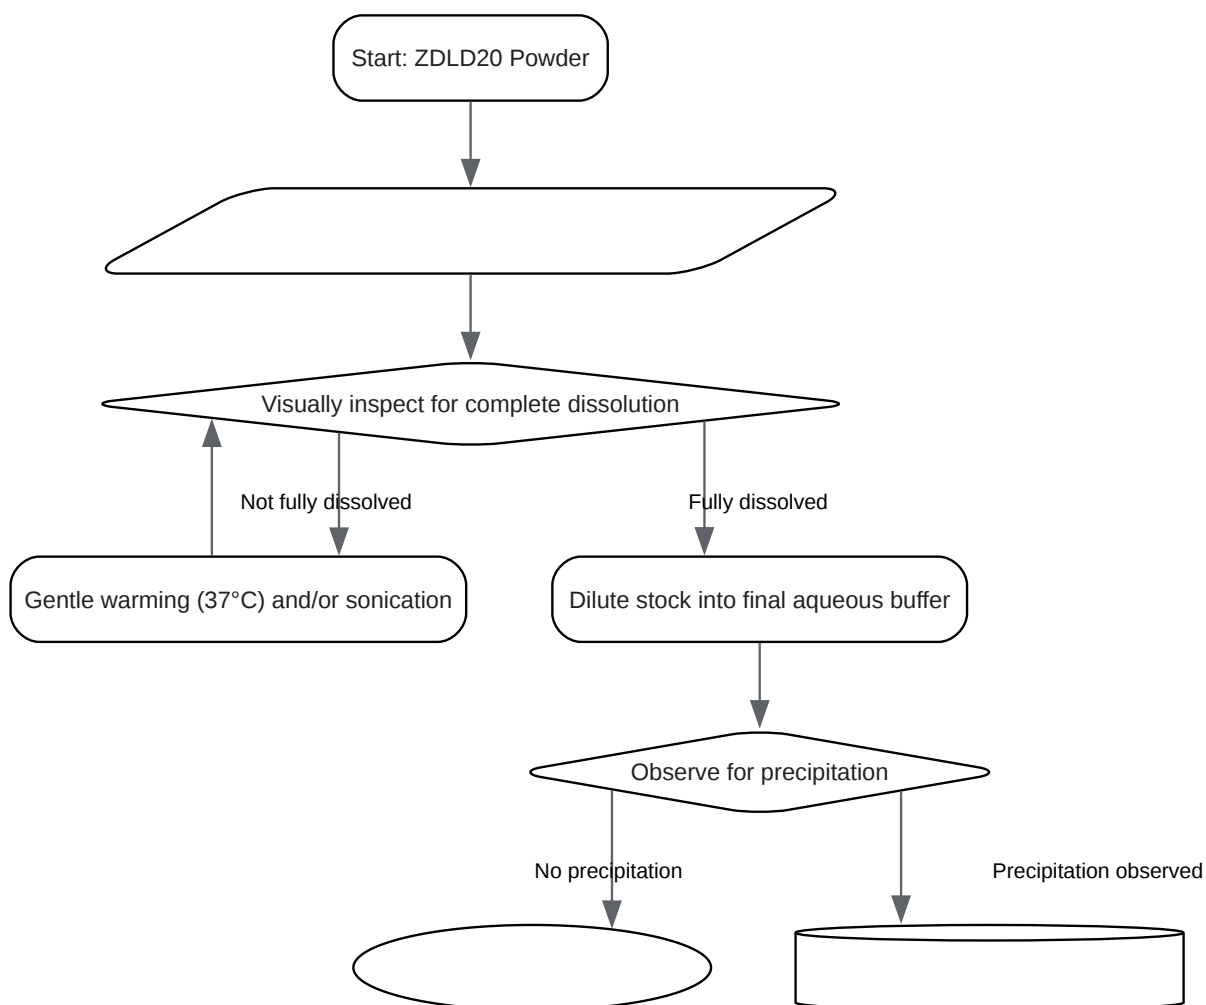 Start: ZDLD20 Powder
Visually inspect for complete dissolution
Not fully dissolved
Fully dissolved
Gentle warming (37°C) and/or sonication
Dilute stock into final aqueous buffer
Observe for precipitation
No precipitation
Precipitation observed